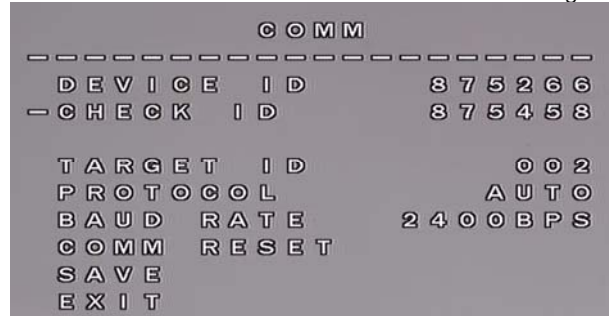 COMM
DEVICE ID 875266
-CHECK ID 875458
TARGET ID 002
PROTOCOL AUTO
BAUD RATE 2400BPS
COMM RESET
SAVE
EXIT